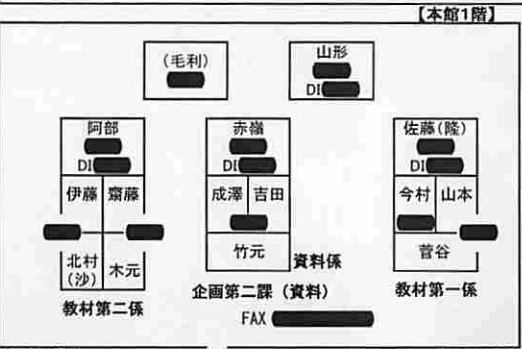 【本館1階】
(毛利)
山形
DI
阿部
DI
赤嶺
DI
佐藤(隆)
DI
伊藤 齋藤
成澤 吉田
今村 山本
北村(沙) 木元
竹元
菅谷
資料係
教材第二係
企画第二課(資料)
教材第一係
FAX